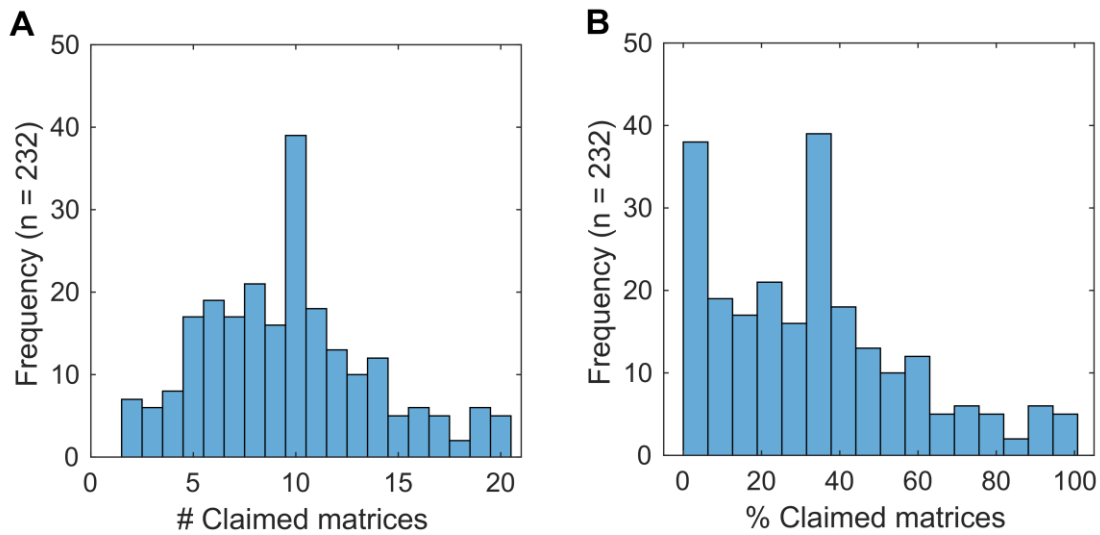 A
50
40
30
20
10
0
Frequency (n = 232)
0 5 10 15 20
# Claimed matrices
B
50
40
30
20
10
0
Frequency (n = 232)
0 20 40 60 80 100
% Claimed matrices